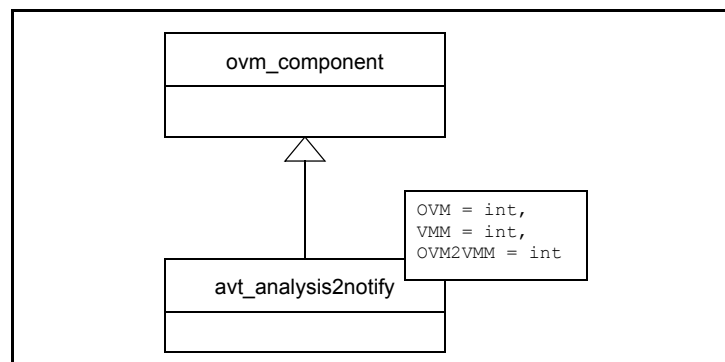 ovm_component
OVM = int,
VMM = int,
OVM2VMM = int
avt_analysis2notify